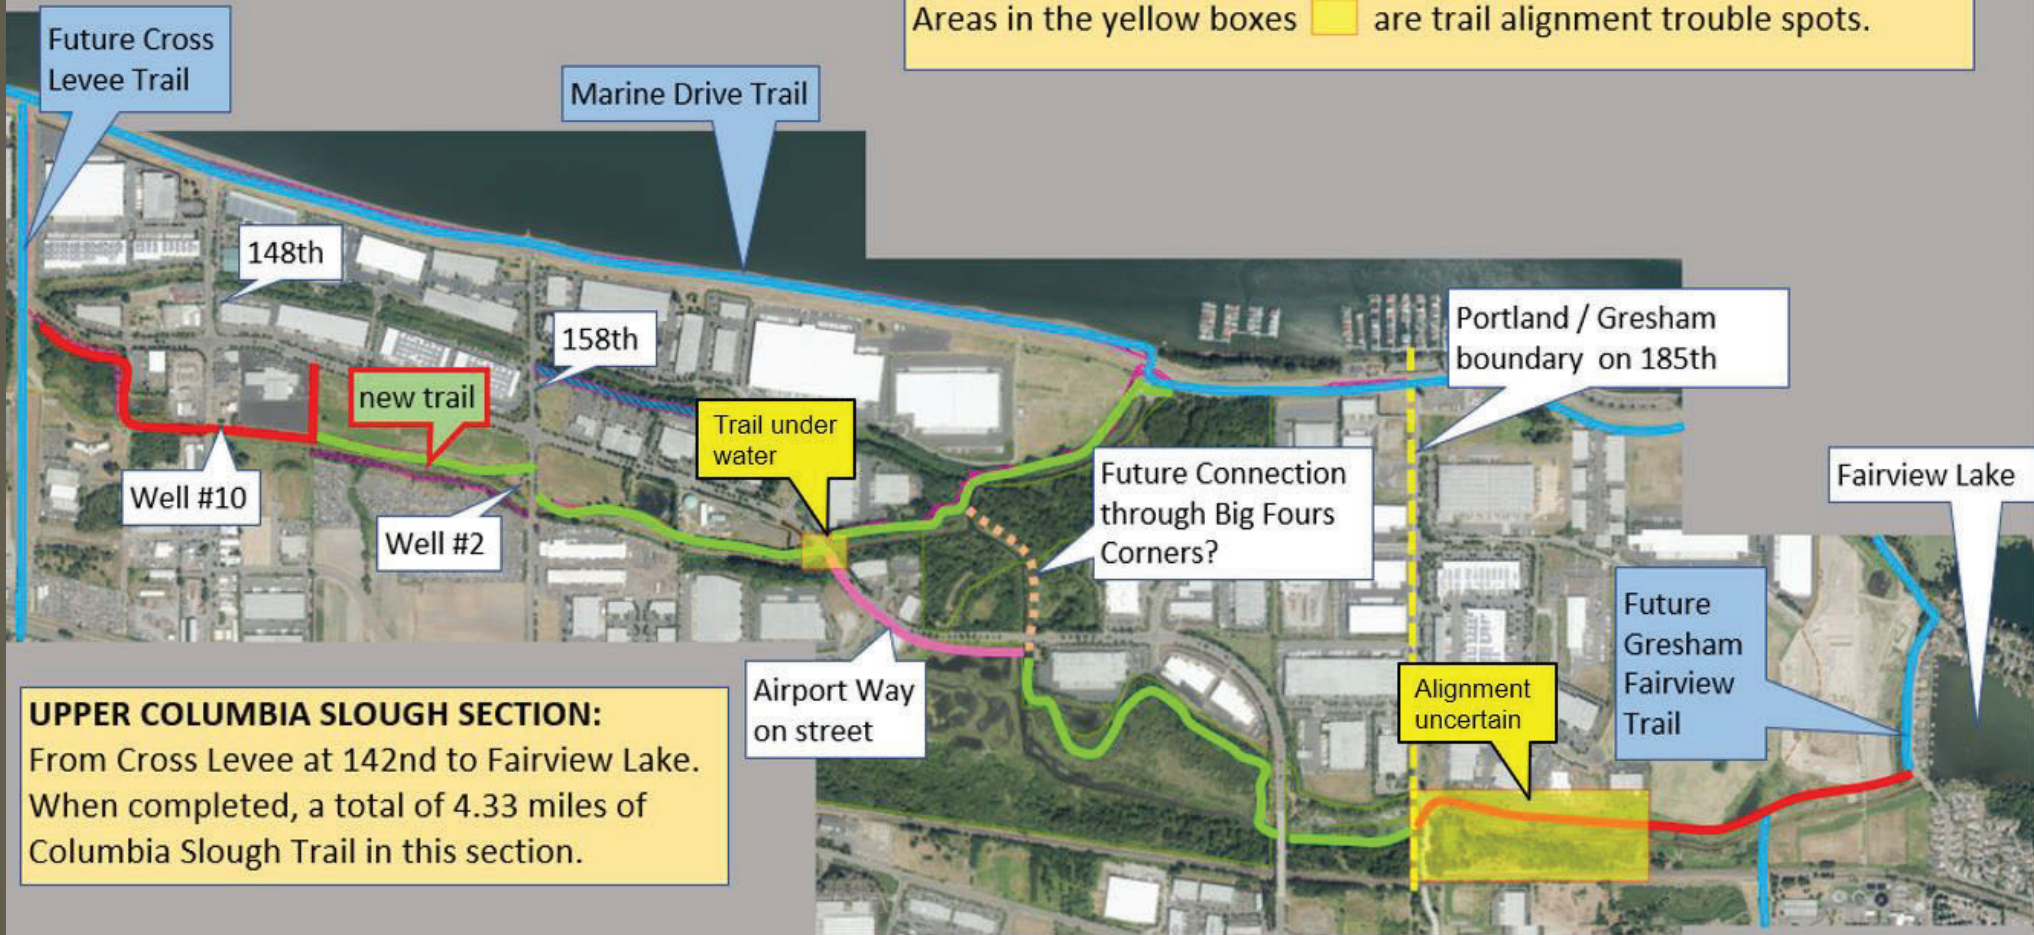 Areas in the yellow boxes are trail alignment trouble spots.
Future Cross
Levee Trail
Marine Drive Trail
148th
158th
Portland / Gresham
boundary on 185th
new trail
Trail under
water
Fairview Lake
Future Connection
through Big Fours
Corners?
Well #10
Well #2
Future
Gresham
Fairview
Trail
Airport Way
on street
Alignment
uncertain
UPPER COLUMBIA SLOUGH SECTION:
From Cross Levee at 142nd to Fairview Lake.
When completed, a total of 4.33 miles of
Columbia Slough Trail in this section.